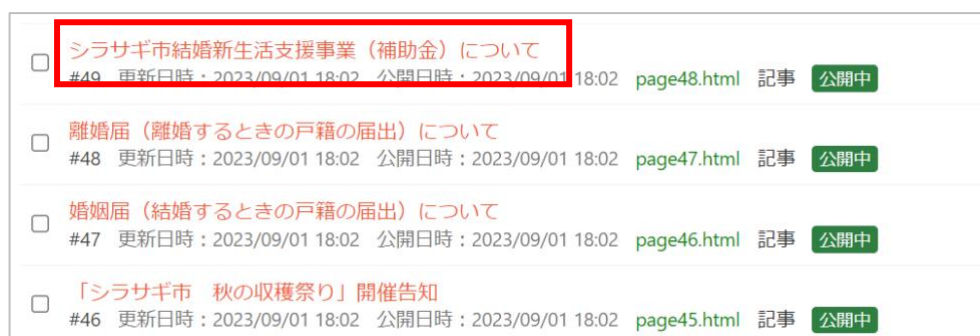 シラサギ市結婚新生活支援事業（補助金）について
#49 更新日時：2023/09/01 18:02 公開日時：2023/09/01 18:02 page48.html 記事 公開中
離婚届（離婚するときの戸籍の届出）について
#48 更新日時：2023/09/01 18:02 公開日時：2023/09/01 18:02 page47.html 記事 公開中
婚姻届（結婚するときの戸籍の届出）について
#47 更新日時：2023/09/01 18:02 公開日時：2023/09/01 18:02 page46.html 記事 公開中
「シラサギ市　秋の収穫祭り」開催告知
#46 更新日時：2023/09/01 18:02 公開日時：2023/09/01 18:02 page45.html 記事 公開中